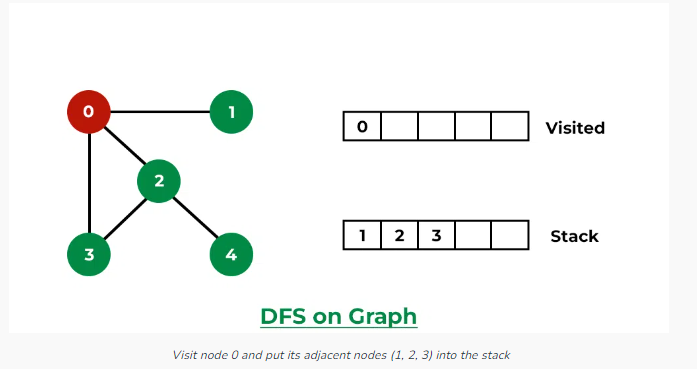 0
1
2
3
4
0
Visited
1 2 3
Stack
DFS on Graph
Visit node 0 and put its adjacent nodes (1, 2, 3) into the stack